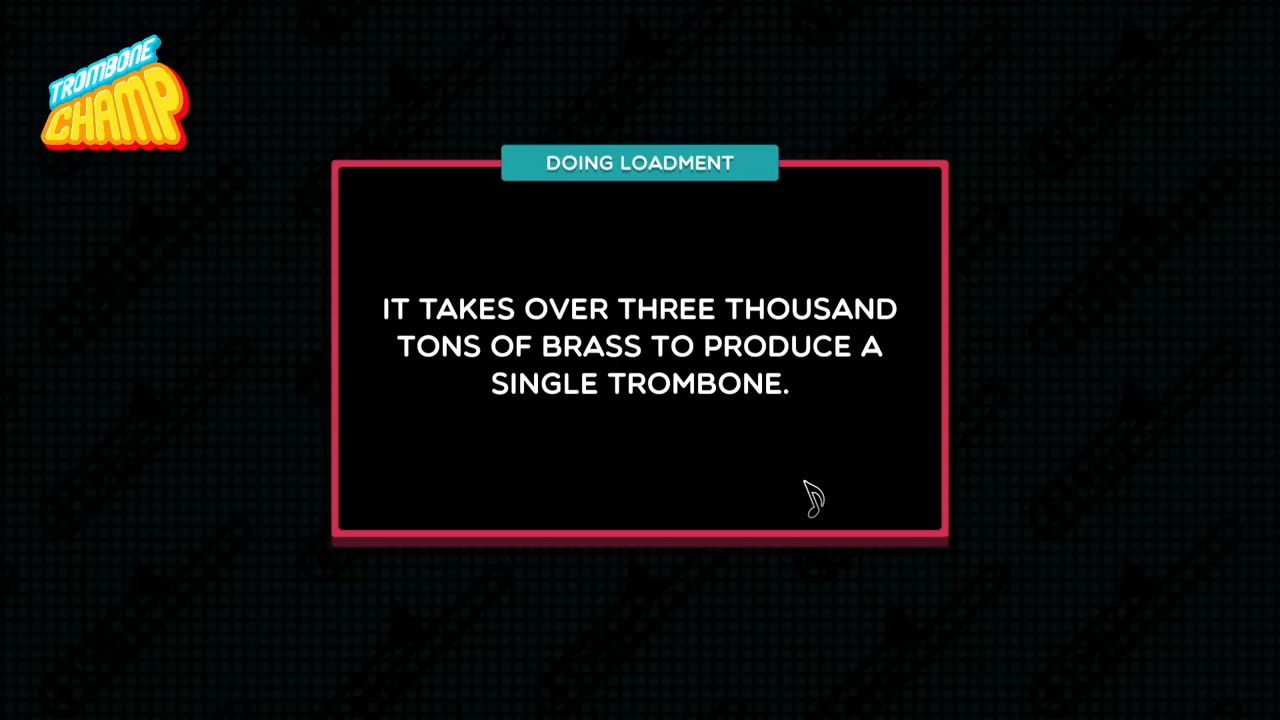 TROMBONE
CHAMP
DOING LOADMENT
IT TAKES OVER THREE THOUSAND
TONS OF BRASS TO PRODUCE A
SINGLE TROMBONE.